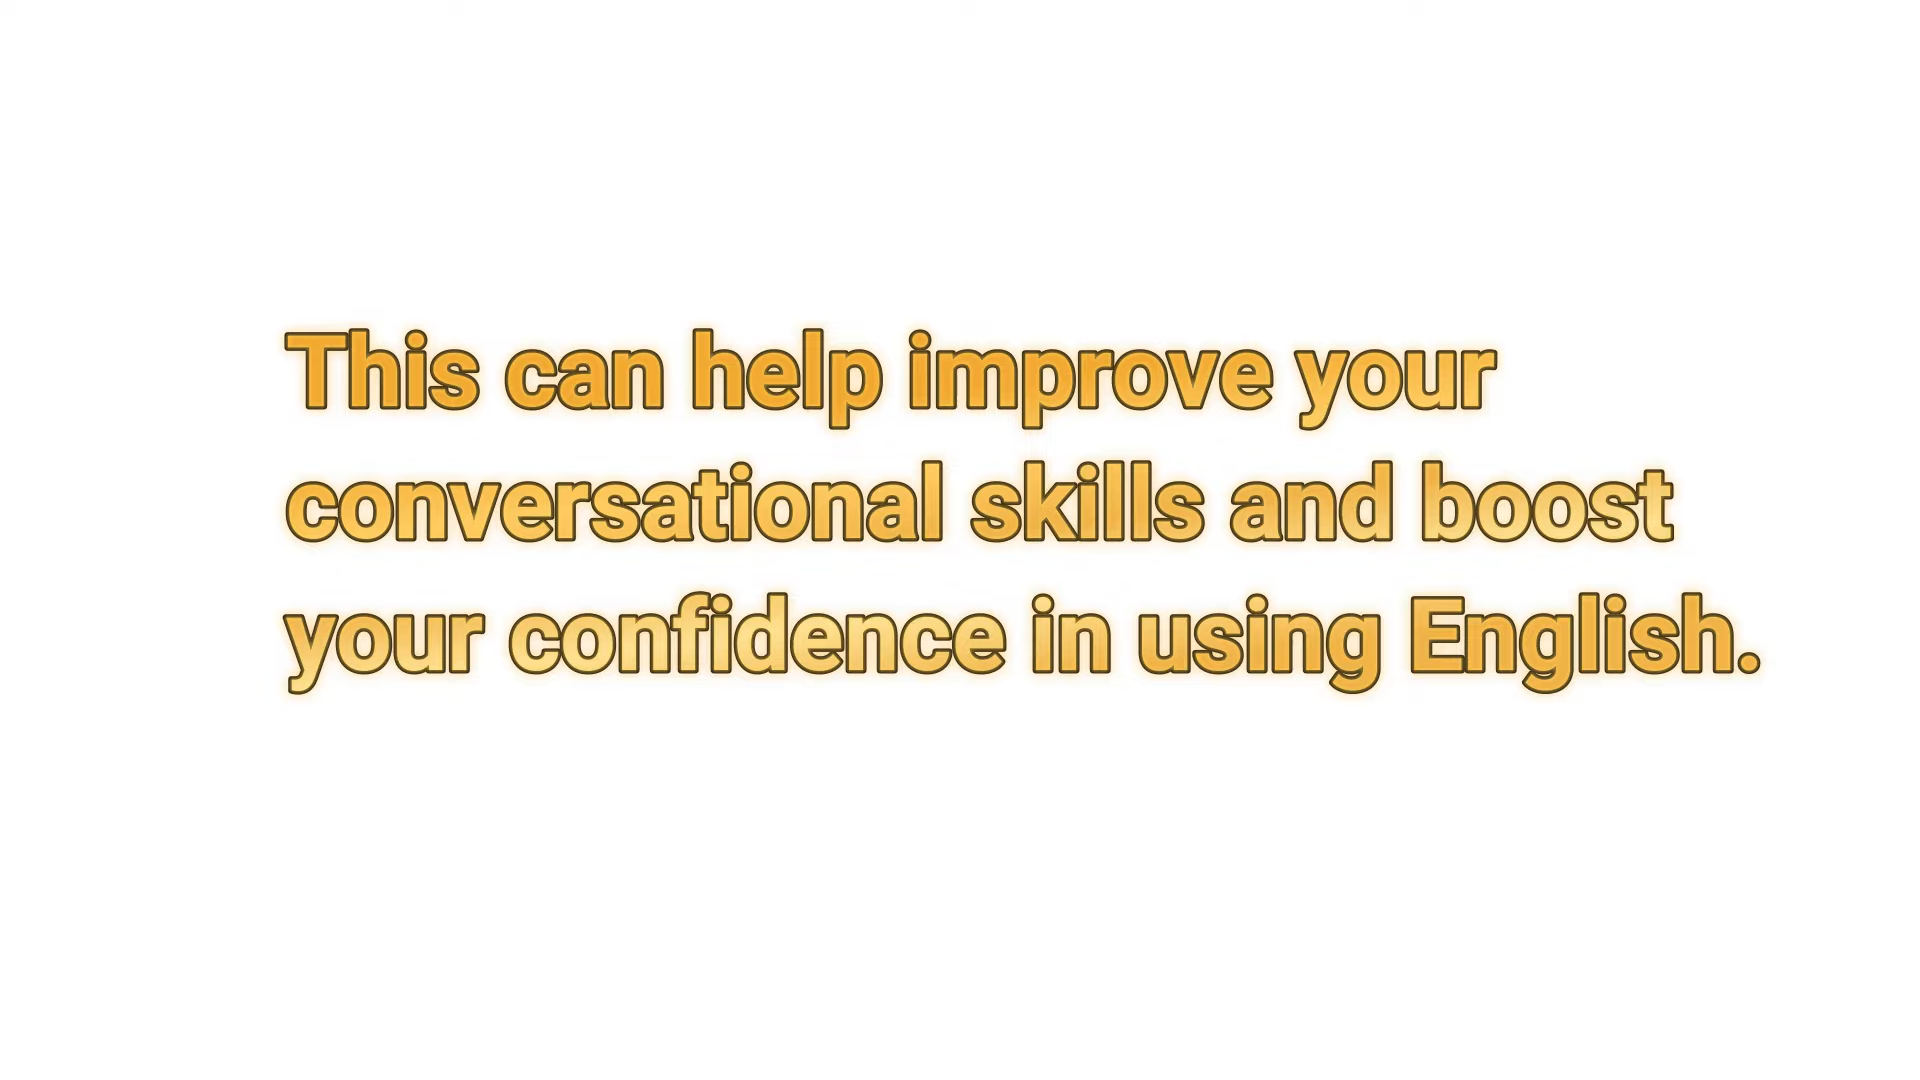 This can help improve your
conversational skills and boost
your confidence in using English.